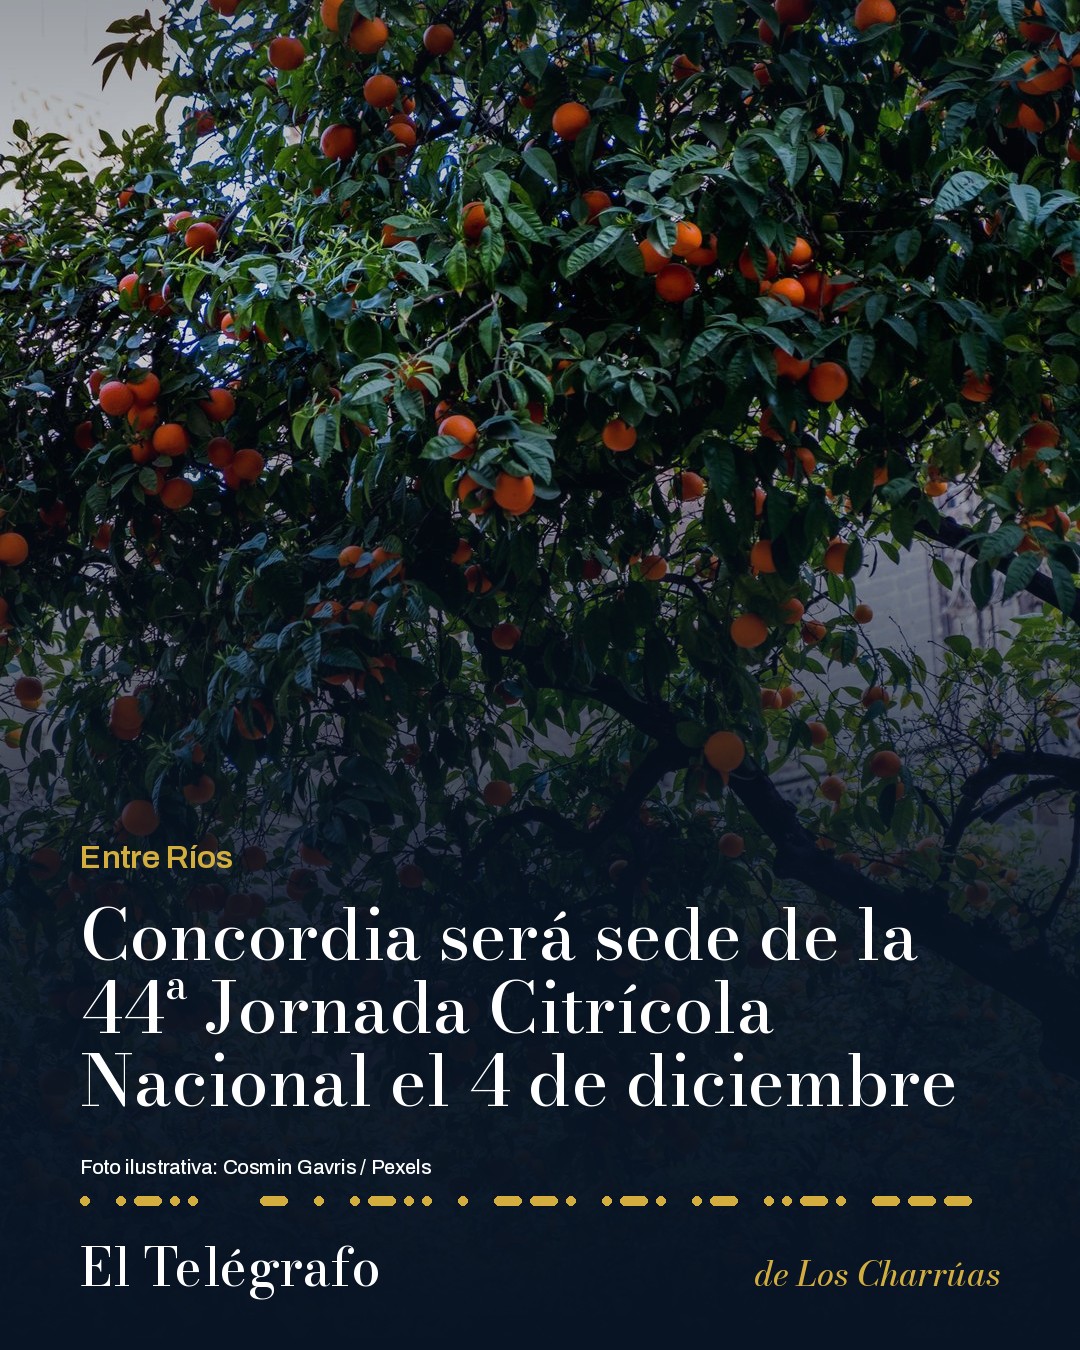 Entre Ríos
Concordia será sede de la
44ª Jornada Citrícola
Nacional el 4 de diciembre
Foto ilustrativa: Cosmin Gavris / Pexels
El Telégrafo
de Los Charrúas